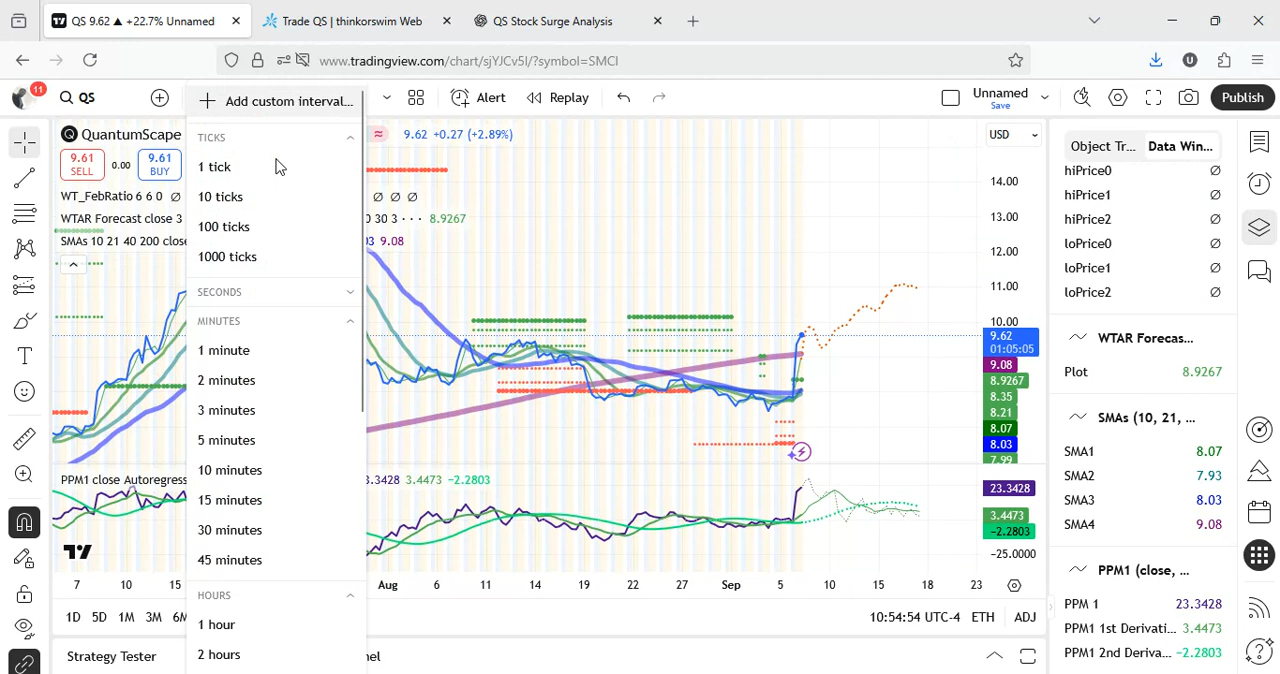 QS 9.62 ▲ +22.7% Unnamed
Trade QS | thinkorswim Web
QS Stock Surge Analysis
www.tradingview.com/chart/sjYJCv5I/?symbol=SMCI
11
QS
Add custom interval...
Alert
Replay
Unnamed
Save
Publish
QuantumScape
9.62 +0.27 (+2.89%)
USD
9.61
SELL
0.00
9.61
BUY
WT_FebRatio 6 6 0 Ø
Ø Ø Ø
WTAR Forecast close 3
0 30 3 · · · 8.9267
SMAs 10 21 40 200 close
03 9.08
TICKS
1 tick
10 ticks
100 ticks
1000 ticks
SECONDS
MINUTES
1 minute
2 minutes
3 minutes
5 minutes
10 minutes
15 minutes
30 minutes
45 minutes
HOURS
1 hour
2 hours
14.00
13.00
12.00
11.00
10.00
9.62
01:05:05
9.08
8.9267
8.35
8.21
8.07
8.03
7.99
PPM1 close Autoregress
3.3428 3.4473 −2.2803
23.3428
3.4473
−2.2803
−25.0000
7 10 15 Aug 6 11 14 19 22 27 Sep 5 10 15 18 23
1D 5D 1M 3M 6M
10:54:54 UTC-4 ETH ADJ
Strategy Tester
nel
Object Tr...
Data Win...
hiPrice0 Ø
hiPrice1 Ø
hiPrice2 Ø
loPrice0 Ø
loPrice1 Ø
loPrice2 Ø
WTAR Forecas...
Plot 8.9267
SMAs (10, 21, ...
SMA1 8.07
SMA2 7.93
SMA3 8.03
SMA4 9.08
PPM1 (close, ...
PPM 1 23.3428
PPM1 1st Derivati... 3.4473
PPM1 2nd Deriva... −2.2803